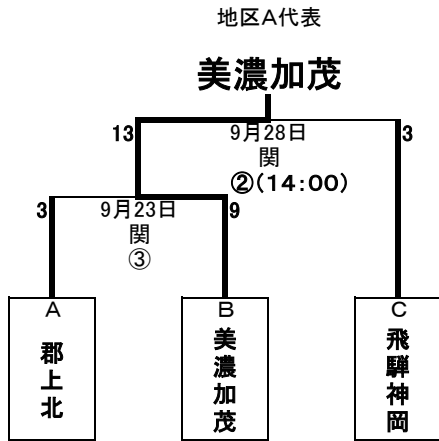 地区A代表
美濃加茂
13
9月28日
3
関
②(14:00)
3
9月23日
9
関
③
A
B
C
郡上北
美濃加茂
飛騨神岡